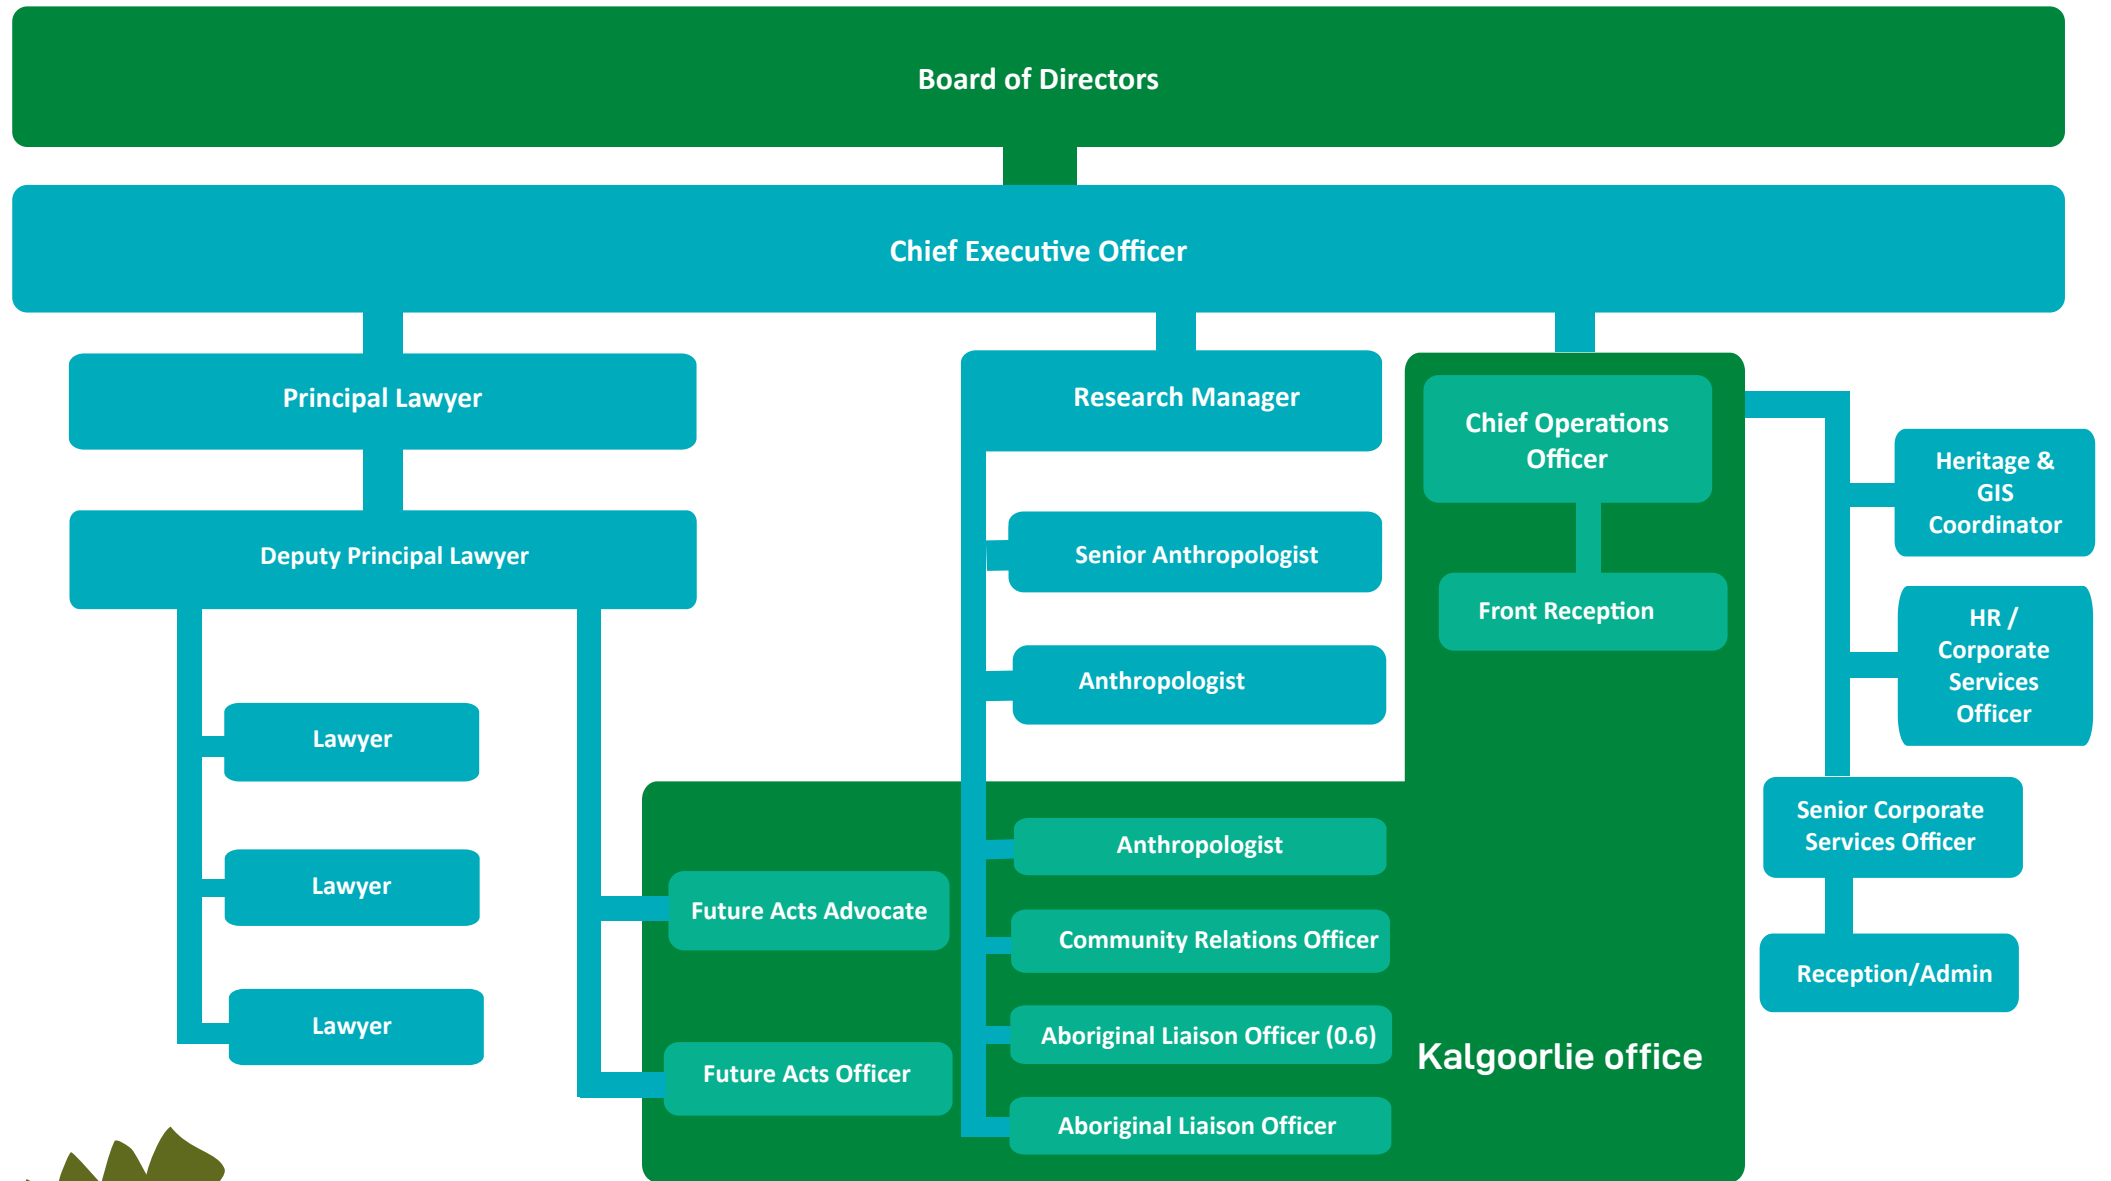 Board of Directors
Chief Executive Officer
Principal Lawyer
Deputy Principal Lawyer
Lawyer
Lawyer
Lawyer
Future Acts Advocate
Future Acts Officer
Research Manager
Senior Anthropologist
Anthropologist
Anthropologist
Community Relations Officer
Aboriginal Liaison Officer (0.6)
Aboriginal Liaison Officer
Chief Operations
Officer
Front Reception
Kalgoorlie office
Heritage &
GIS
Coordinator
HR /
Corporate
Services
Officer
Senior Corporate
Services Officer
Reception/Admin